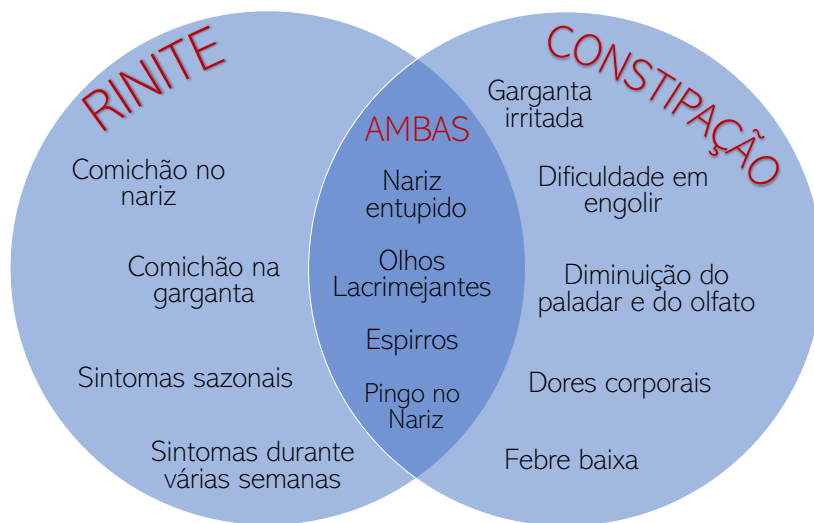 RINITE
Comichão no
nariz
Comichão na
garganta
Sintomas sazonais
Sintomas durante
várias semanas
AMBAS
Nariz
entupido
Olhos
Lacrimejantes
Espirros
Pingo no
Nariz
CONSTIPAÇÃO
Garganta
irritada
Dificuldade em
engolir
Diminuição do
paladar e do olfato
Dores corporais
Febre baixa